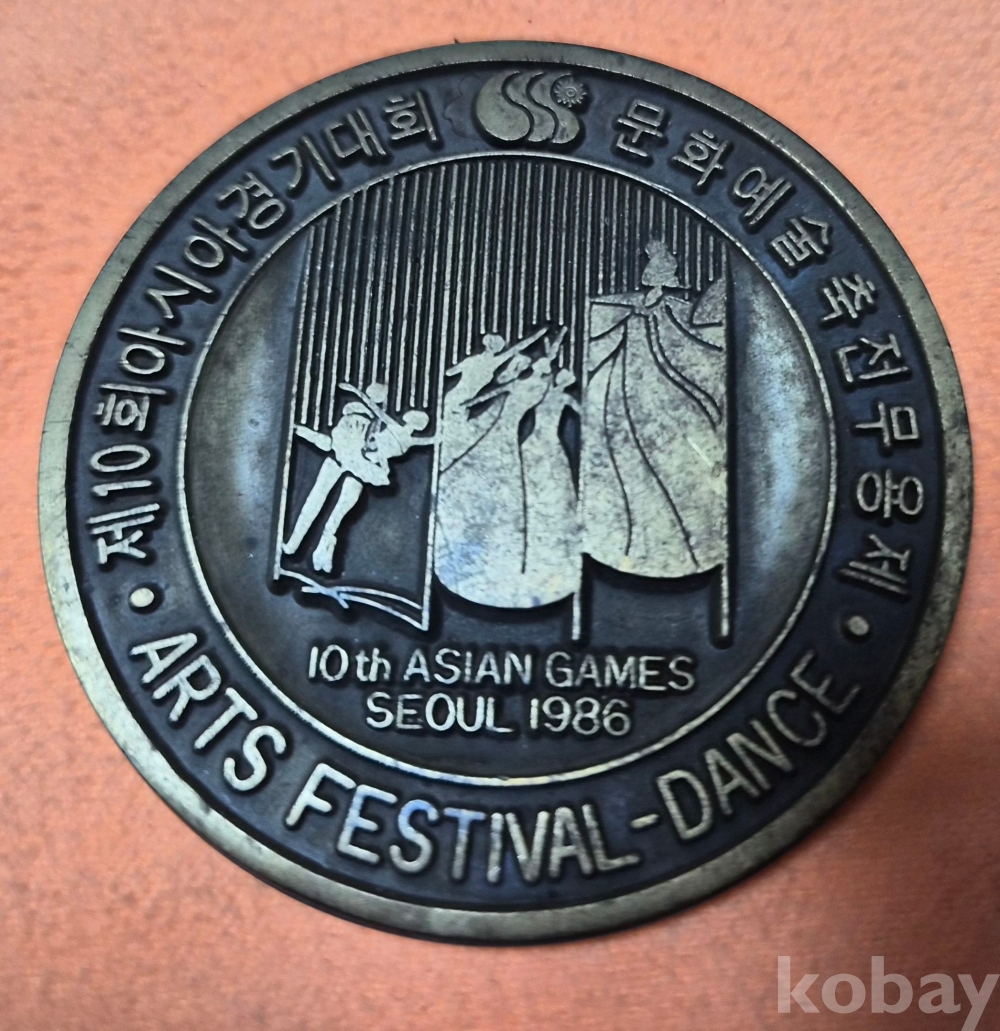 제10회아시아경기대회 문화예술축전무용제
10th ASIAN GAMES
SEOUL 1986
ARTS FESTIVAL-DANCE
kobay